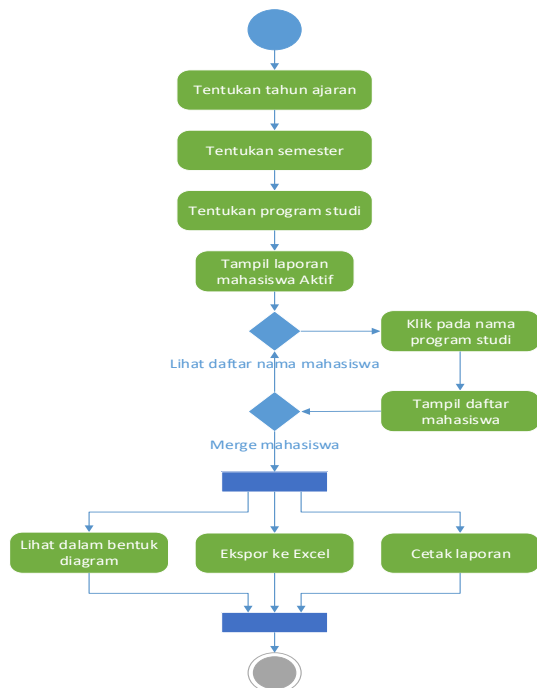 Tentukan tahun ajaran
Tentukan semester
Tentukan program studi
Tampil laporan
mahasiswa Aktif
Klik pada nama
program studi
Lihat daftar nama mahasiswa
Tampil daftar
mahasiswa
Merge mahasiswa
Lihat dalam bentuk
diagram
Ekspor ke Excel
Cetak laporan